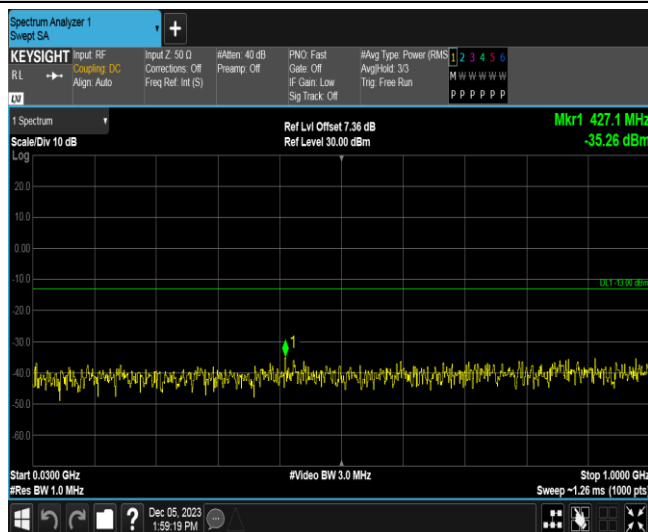 Spectrum Analyzer 1
Swept SA
+
KEYSIGHT Input: RF Input Z: 50 Ω #Atten: 40 dB PNO: Fast #Avg Type: Power (RMS 1 2 3 4 5 6
RL Coupling: DC Corrections: Off Preamp: Off Gate: Off Avg|Hold: 3/3 M W W W W W
Align: Auto Freq Ref: Int (S) IF Gain: Low Trig: Free Run
Sig Track: Off P P P P P P
LXI
1 Spectrum Ref Lvl Offset 7.36 dB Mkr1 427.1 MHz
Scale/Div 10 dB Ref Level 30.00 dBm -35.26 dBm
Log
20.0
10.0
0.00
-10.0
DL1 -13.00 dBm
-20.0
-30.0
1
-40.0
-50.0
-60.0
Start 0.0300 GHz #Video BW 3.0 MHz Stop 1.0000 GHz
#Res BW 1.0 MHz Sweep ~1.26 ms (1000 pts)
? Dec 05, 2023
1:59:19 PM